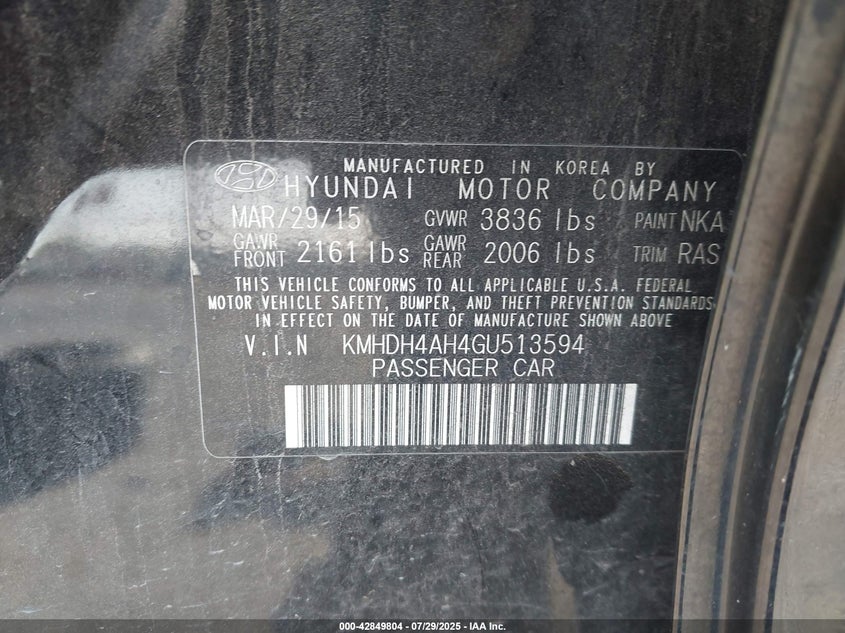 MANUFACTURED IN KOREA BY
HYUNDAI MOTOR COMPANY
MAR/29/15 GVWR 3836 lbs PAINT NKA
GAWR FRONT 2161 lbs GAWR REAR 2006 lbs TRIM RAS
THIS VEHICLE CONFORMS TO ALL APPLICABLE U.S.A. FEDERAL
MOTOR VEHICLE SAFETY, BUMPER, AND THEFT PREVENTION STANDARDS
IN EFFECT ON THE DATE OF MANUFACTURE SHOWN ABOVE
V.I.N KMHDH4AH4GU513594
PASSENGER CAR
000-42849804 / 07/29/2025 - IAA Inc.